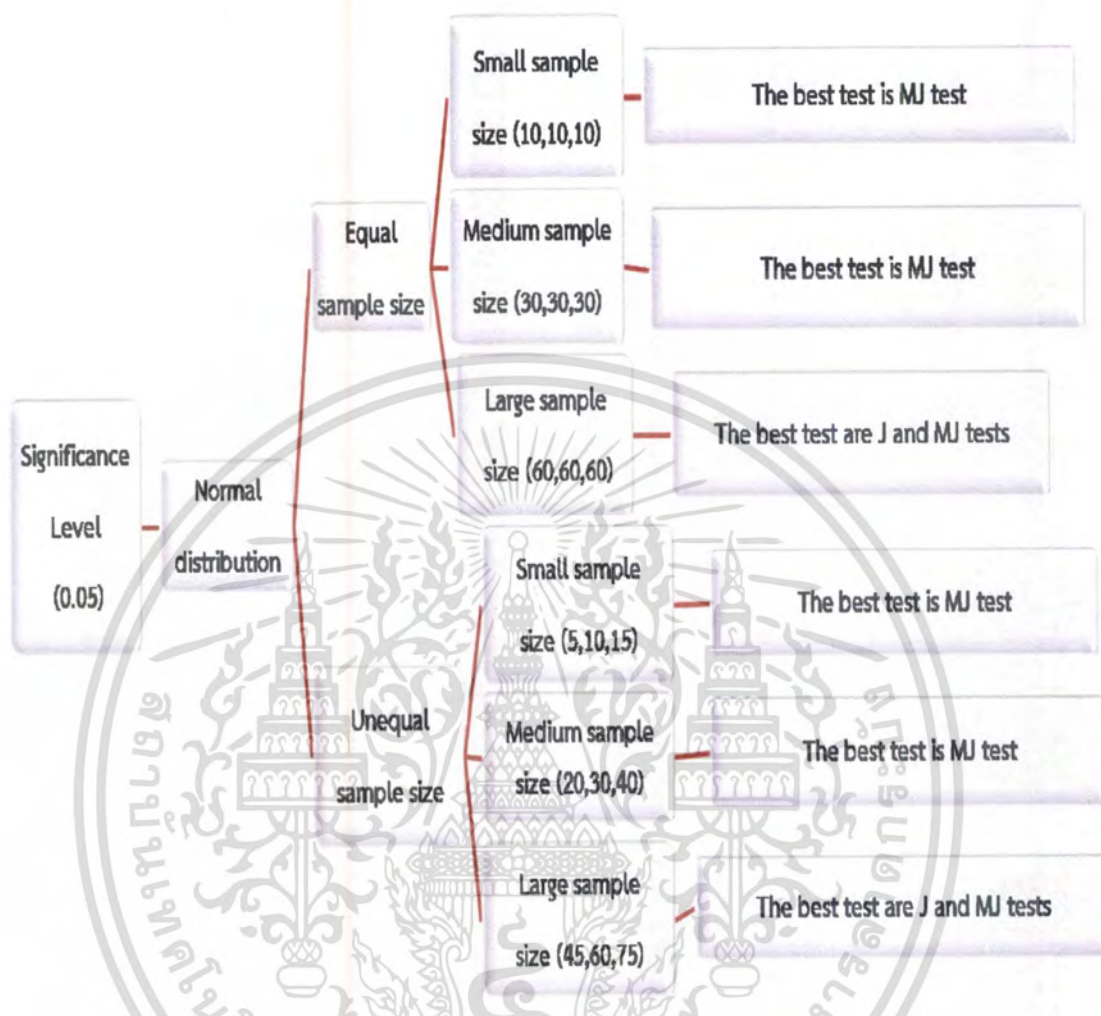 Significance
Level
(0.05)
Normal
distribution
Equal
sample size
Small sample
size (10,10,10)
The best test is MJ test
Medium sample
size (30,30,30)
The best test is MJ test
Large sample
size (60,60,60)
The best test are J and MJ tests
Unequal
sample size
Small sample
size (5,10,15)
The best test is MJ test
Medium sample
size (20,30,40)
The best test is MJ test
Large sample
size (45,60,75)
The best test are J and MJ tests